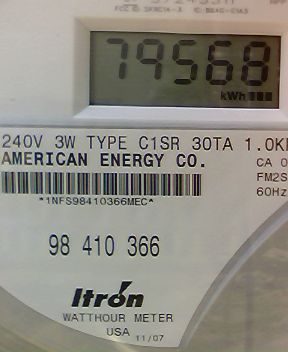 79568
kWh
240V 3W TYPE C1SR 30TA 1.0K
AMERICAN ENERGY CO.
CA 0
FM2S
60Hz
*1NFS98410366MEC*
98 410 366
Itron
WATTHOUR METER
USA 11/07